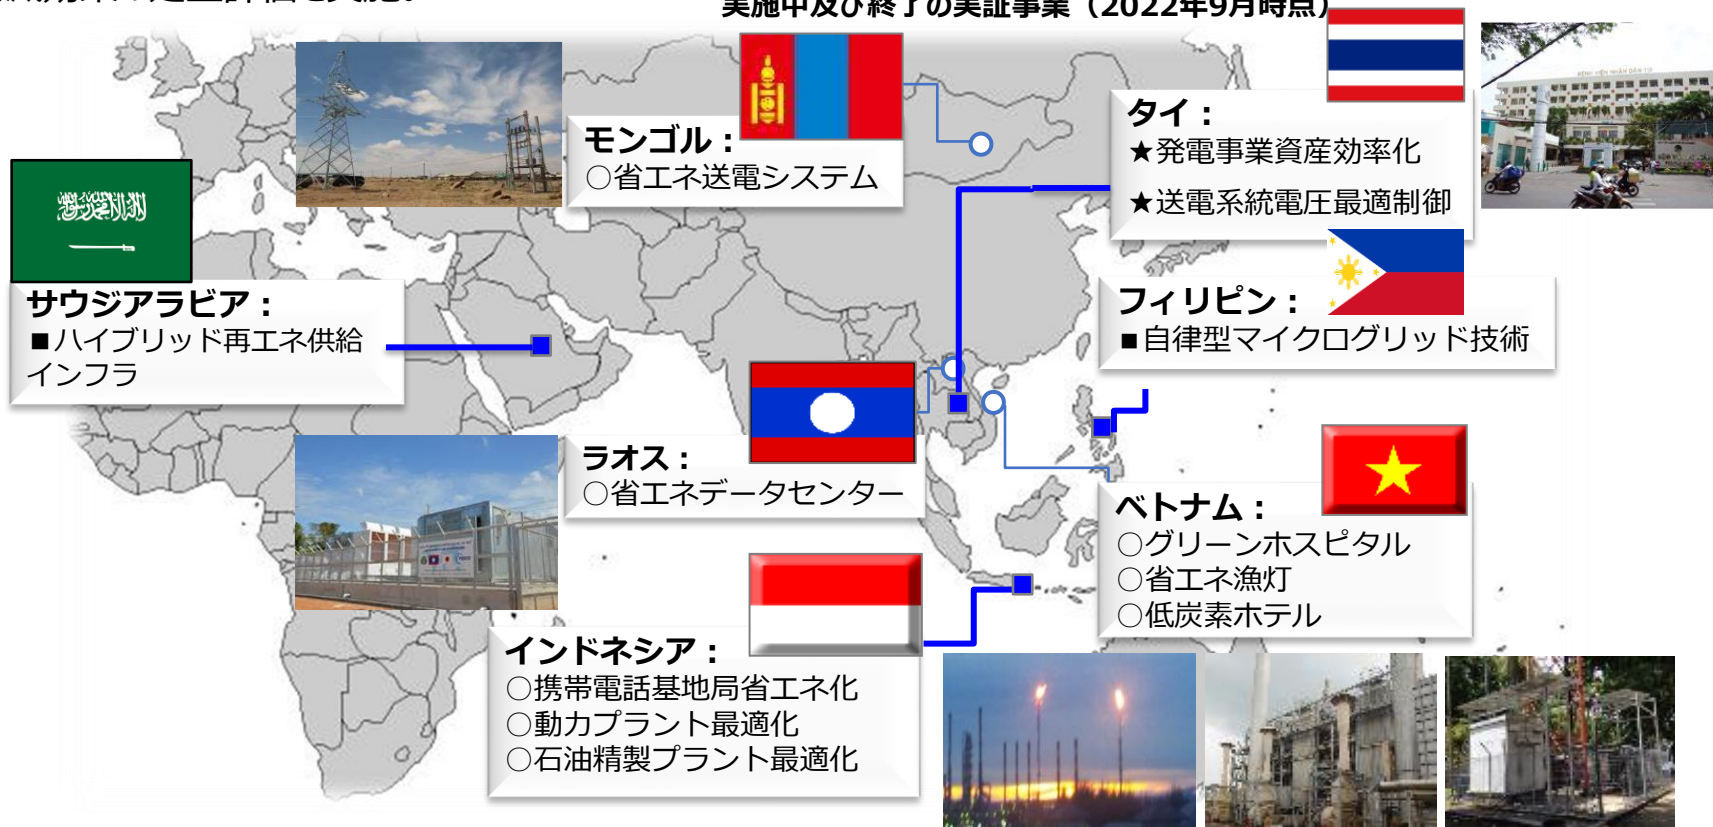 実施中及び終了の実証事業（2022年9月時点）
モンゴル：
○省エネ送電システム
タイ：
★発電事業資産効率化
★送電系統電圧最適制御
サウジアラビア：
■ハイブリッド再エネ供給
インフラ
フィリピン：
■自律型マイクログリッド技術
ラオス：
○省エネデータセンター
ベトナム：
○グリーンホスピタル
○省エネ漁灯
○低炭素ホテル
インドネシア：
○携帯電話基地局省エネ化
○動力プラント最適化
○石油精製プラント最適化